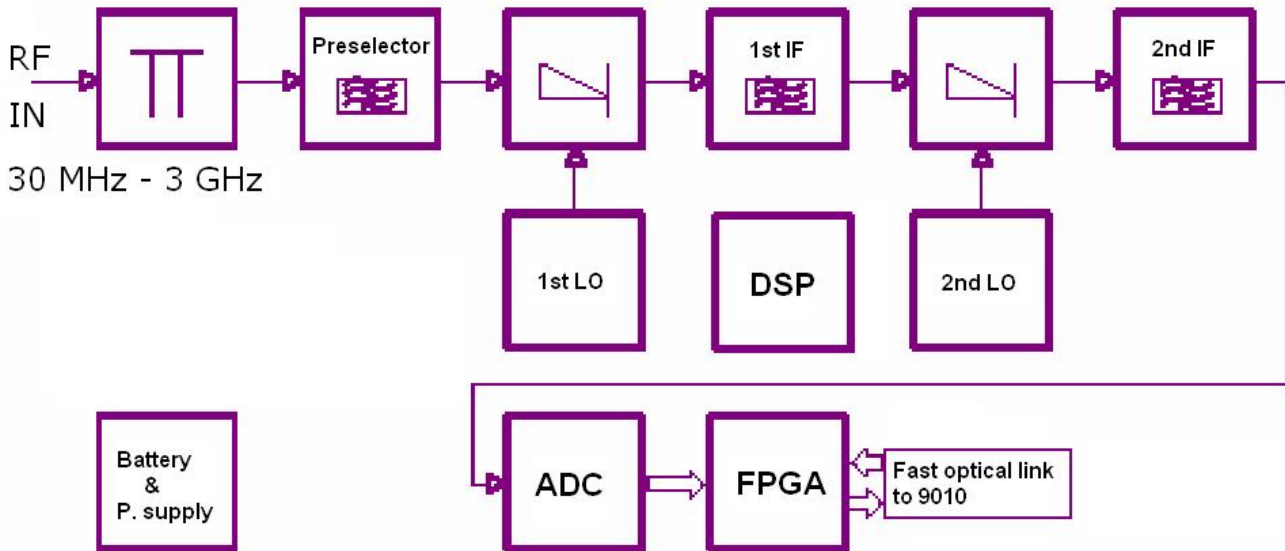 RF
IN
30 MHz - 3 GHz
Preselector
1st IF
2nd IF
1st LO
DSP
2nd LO
Battery
&
P. supply
ADC
FPGA
Fast optical link
to 9010